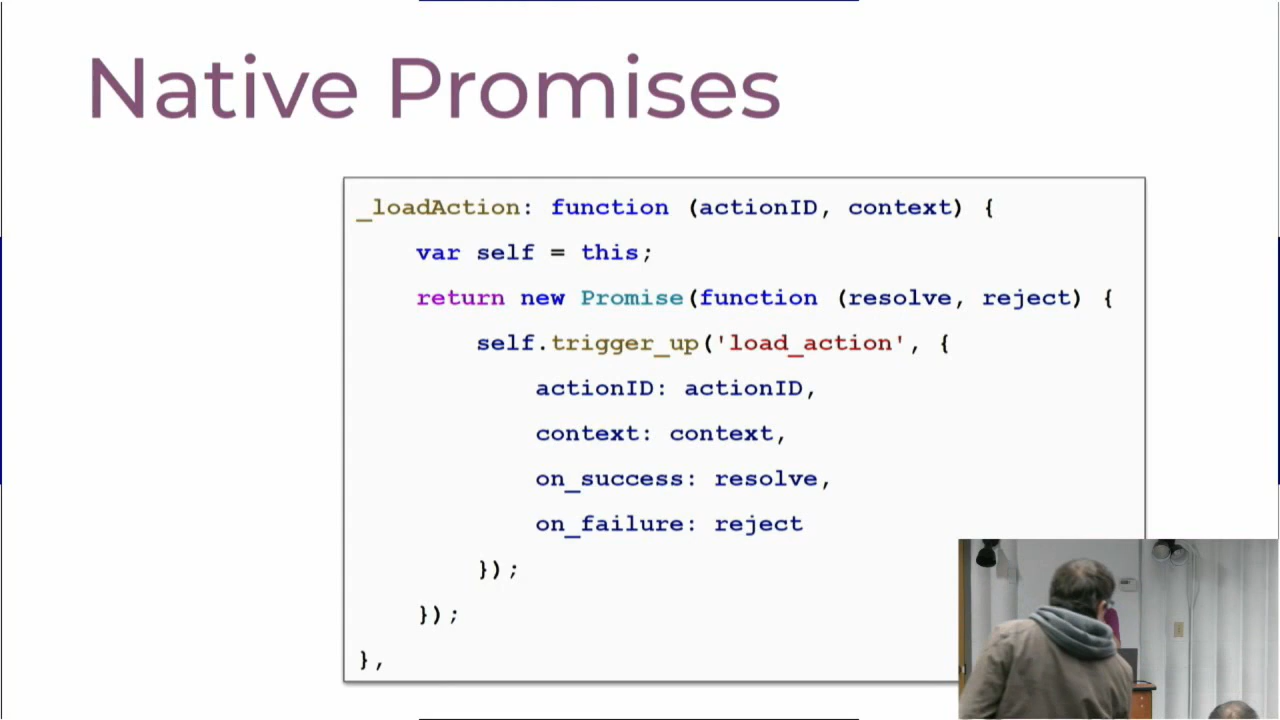 Native Promises
_loadAction: function (actionID, context) {
var self = this;
return new Promise(function (resolve, reject) {
self.trigger_up('load_action', {
actionID: actionID,
context: context,
on_success: resolve,
on_failure: reject
});
});
},